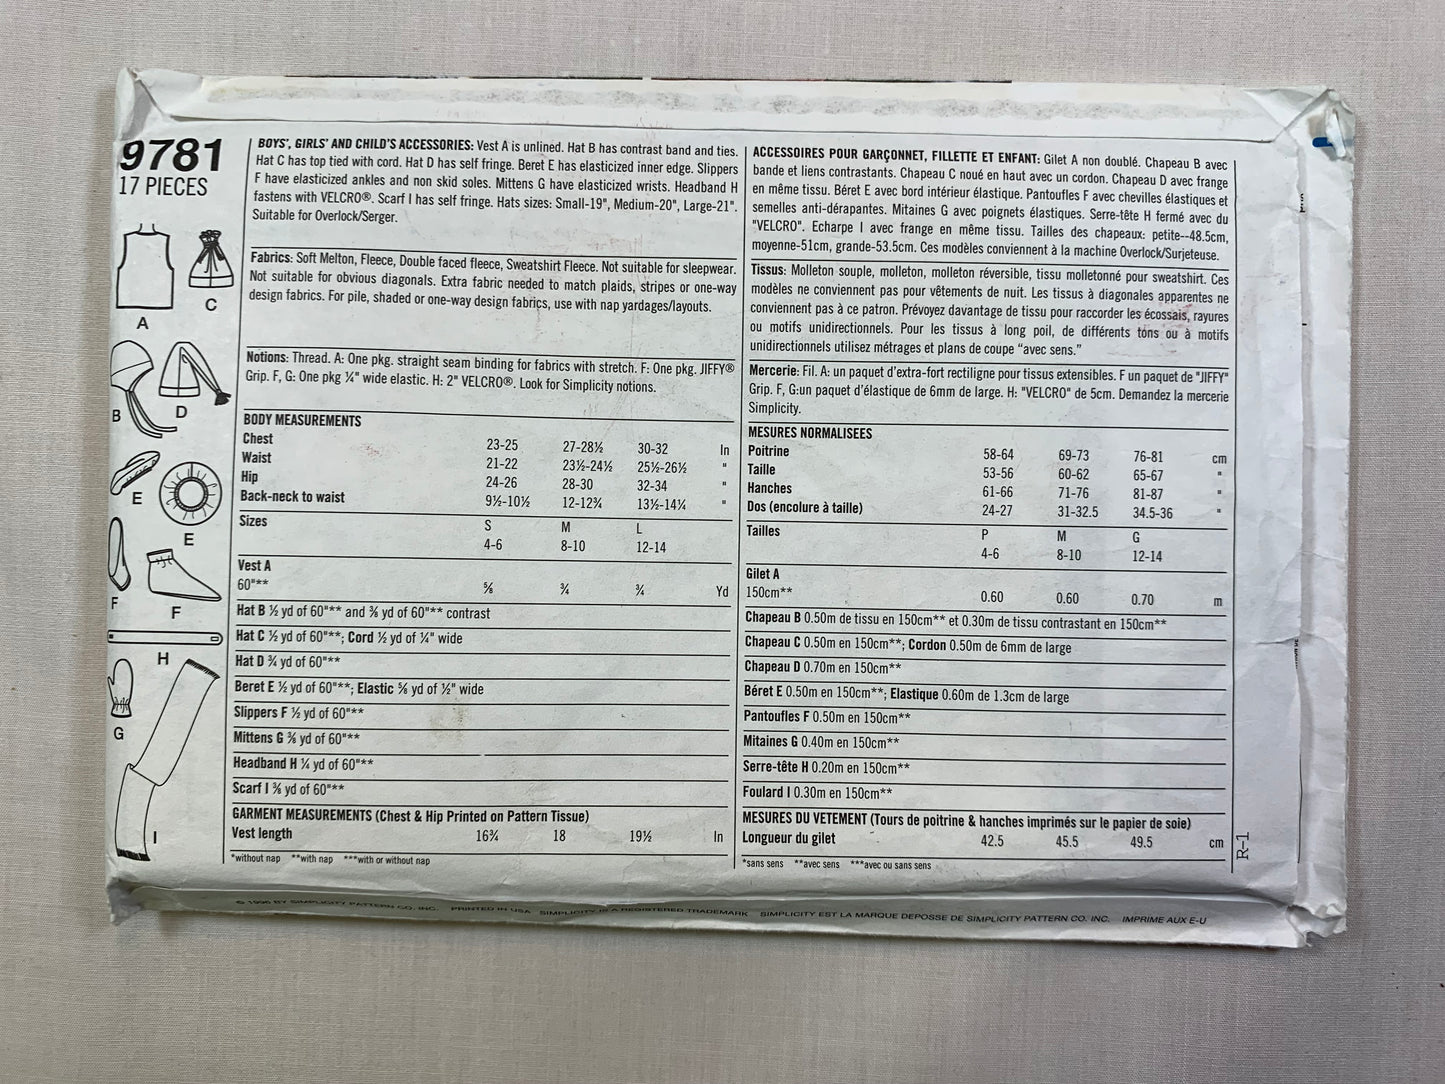 9781
17 PIECES
A
C
B
D
E
E
F
F
H
G
I
BOYS', GIRLS' AND CHILD'S ACCESSORIES: Vest A is unlined. Hat B has contrast band and ties.
Hat C has top tied with cord. Hat D has self fringe. Beret E has elasticized inner edge. Slippers
F have elasticized ankles and non skid soles. Mittens G have elasticized wrists. Headband H
fastens with VELCRO®. Scarf I has self fringe. Hats sizes: Small-19", Medium-20", Large-21".
Suitable for Overlock/Serger.
Fabrics: Soft Melton, Fleece, Double faced fleece, Sweatshirt Fleece. Not suitable for sleepwear.
Not suitable for obvious diagonals. Extra fabric needed to match plaids, stripes or one-way
design fabrics. For pile, shaded or one-way design fabrics, use with nap yardages/layouts.
Notions: Thread. A: One pkg. straight seam binding for fabrics with stretch. F: One pkg. JIFFY®
Grip. F, G: One pkg ¼" wide elastic. H: 2" VELCRO®. Look for Simplicity notions.
BODY MEASUREMENTS
Chest 23-25 27-28½ 30-32 In
Waist 21-22 23½-24½ 25½-26½ "
Hip 24-26 28-30 32-34 "
Back-neck to waist 9½-10½ 12-12¾ 13½-14¼ "
Sizes S M L
4-6 8-10 12-14
Vest A
60"** ⅝ ¾ ¾ Yd
Hat B ½ yd of 60"** and ⅜ yd of 60"** contrast
Hat C ½ yd of 60"**; Cord ½ yd of ¼" wide
Hat D ¾ yd of 60"**
Beret E ½ yd of 60"**; Elastic ⅝ yd of ½" wide
Slippers F ½ yd of 60"**
Mittens G ⅜ yd of 60"**
Headband H ¼ yd of 60"**
Scarf I ⅜ yd of 60"**
GARMENT MEASUREMENTS (Chest & Hip Printed on Pattern Tissue)
Vest length 16¾ 18 19½ In
*without nap **with nap ***with or without nap
ACCESSOIRES POUR GARÇONNET, FILLETTE ET ENFANT: Gilet A non doublé. Chapeau B avec
bande et liens contrastants. Chapeau C noué en haut avec un cordon. Chapeau D avec frange
en même tissu. Béret E avec bord intérieur élastique. Pantoufles F avec chevilles élastiques et
semelles anti-dérapantes. Mitaines G avec poignets élastiques. Serre-tête H fermé avec du
"VELCRO". Echarpe I avec frange en même tissu. Tailles des chapeaux: petite--48.5cm,
moyenne-51cm, grande-53.5cm. Ces modèles conviennent à la machine Overlock/Surjeteuse.
Tissus: Molleton souple, molleton, molleton réversible, tissu molletonné pour sweatshirt. Ces
modèles ne conviennent pas pour vêtements de nuit. Les tissus à diagonales apparentes ne
conviennent pas à ce patron. Prévoyez davantage de tissu pour raccorder les écossais, rayures
ou motifs unidirectionnels. Pour les tissus à long poil, de différents tons ou à motifs
unidirectionnels utilisez métrages et plans de coupe "avec sens."
Mercerie: Fil. A: un paquet d'extra-fort rectiligne pour tissus extensibles. F un paquet de "JIFFY"
Grip. F, G:un paquet d'élastique de 6mm de large. H: "VELCRO" de 5cm. Demandez la mercerie
Simplicity.
MESURES NORMALISEES
Poitrine 58-64 69-73 76-81 cm
Taille 53-56 60-62 65-67 "
Hanches 61-66 71-76 81-87 "
Dos (encolure à taille) 24-27 31-32.5 34.5-36 "
Tailles P M G
4-6 8-10 12-14
Gilet A
150cm** 0.60 0.60 0.70 m
Chapeau B 0.50m de tissu en 150cm** et 0.30m de tissu contrastant en 150cm**
Chapeau C 0.50m en 150cm**; Cordon 0.50m de 6mm de large
Chapeau D 0.70m en 150cm**
Béret E 0.50m en 150cm**; Elastique 0.60m de 1.3cm de large
Pantoufles F 0.50m en 150cm**
Mitaines G 0.40m en 150cm**
Serre-tête H 0.20m en 150cm**
Foulard I 0.30m en 150cm**
MESURES DU VETEMENT (Tours de poitrine & hanches imprimés sur le papier de soie)
Longueur du gilet 42.5 45.5 49.5 cm
*sans sens **avec sens ***avec ou sans sens
R-1
© 1996 BY SIMPLICITY PATTERN CO. INC. PRINTED IN USA SIMPLICITY IS A REGISTERED TRADEMARK SIMPLICITY EST LA MARQUE DEPOSSE DE SIMPLICITY PATTERN CO. INC. IMPRIME AUX E-U